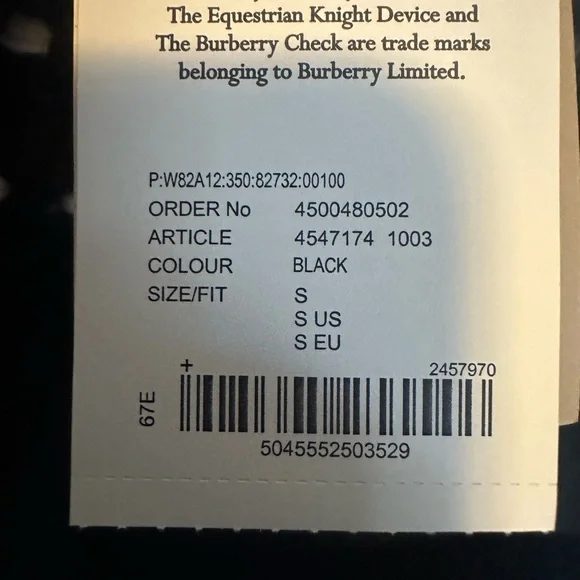 The Equestrian Knight Device and
The Burberry Check are trade marks
belonging to Burberry Limited.
P:W82A12:350:82732:00100
ORDER No 4500480502
ARTICLE 4547174 1003
COLOUR BLACK
SIZE/FIT S
S US
S EU
+ 2457970
67E
5045552503529